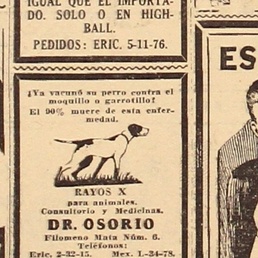 IGUAL QUE EL IMPORTA-
DO. SOLO O EN HIGH-
BALL.
PEDIDOS: ERIC. 5-11-76.
¿Ya vacunó su perro contra el
moquillo o garrotillo?
El 90% muere de esta enfer-
medad.
RAYOS X
para animales.
Consultorio y Medicinas.
DR. OSORIO
Filomeno Mata Núm. 6.
Teléfonos:
Eric. 2-32-15. Mex. L-34-78.
ES